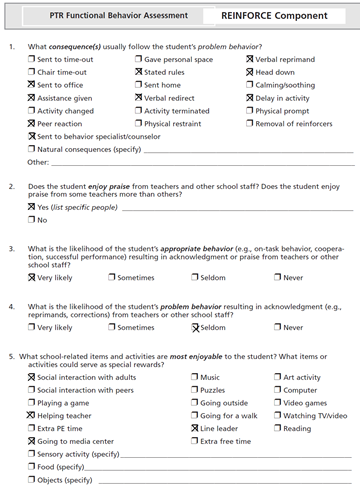 PTR Functional Behavior Assessment REINFORCE Component
1. What consequence(s) usually follow the student's problem behavior?
☒ Sent to time-out ☐ Gave personal space ☒ Verbal reprimand
☐ Chair time-out ☒ Stated rules ☒ Head down
☒ Sent to office ☐ Sent home ☐ Calming/soothing
☒ Assistance given ☒ Verbal redirect ☒ Delay in activity
☐ Activity changed ☐ Activity terminated ☐ Physical prompt
☒ Peer reaction ☐ Physical restraint ☐ Removal of reinforcers
☒ Sent to behavior specialist/counselor
☐ Natural consequences (specify)
Other:
2. Does the student enjoy praise from teachers and other school staff? Does the student enjoy
praise from some teachers more than others?
☒ Yes (list specific people)
☐ No
3. What is the likelihood of the student's appropriate behavior (e.g., on-task behavior, coopera-
tion, successful performance) resulting in acknowledgment or praise from teachers or other
school staff?
☒ Very likely ☐ Sometimes ☐ Seldom ☐ Never
4. What is the likelihood of the student's problem behavior resulting in acknowledgment (e.g.,
reprimands, corrections) from teachers or other school staff?
☐ Very likely ☐ Sometimes ☒ Seldom ☐ Never
5. What school-related items and activities are most enjoyable to the student? What items or
activities could serve as special rewards?
☒ Social interaction with adults ☐ Music ☐ Art activity
☐ Social interaction with peers ☐ Puzzles ☐ Computer
☐ Playing a game ☐ Going outside ☐ Video games
☒ Helping teacher ☐ Going for a walk ☐ Watching TV/video
☐ Extra PE time ☒ Line leader ☐ Reading
☒ Going to media center ☐ Extra free time
☐ Sensory activity (specify)
☐ Food (specify)
☐ Objects (specify)